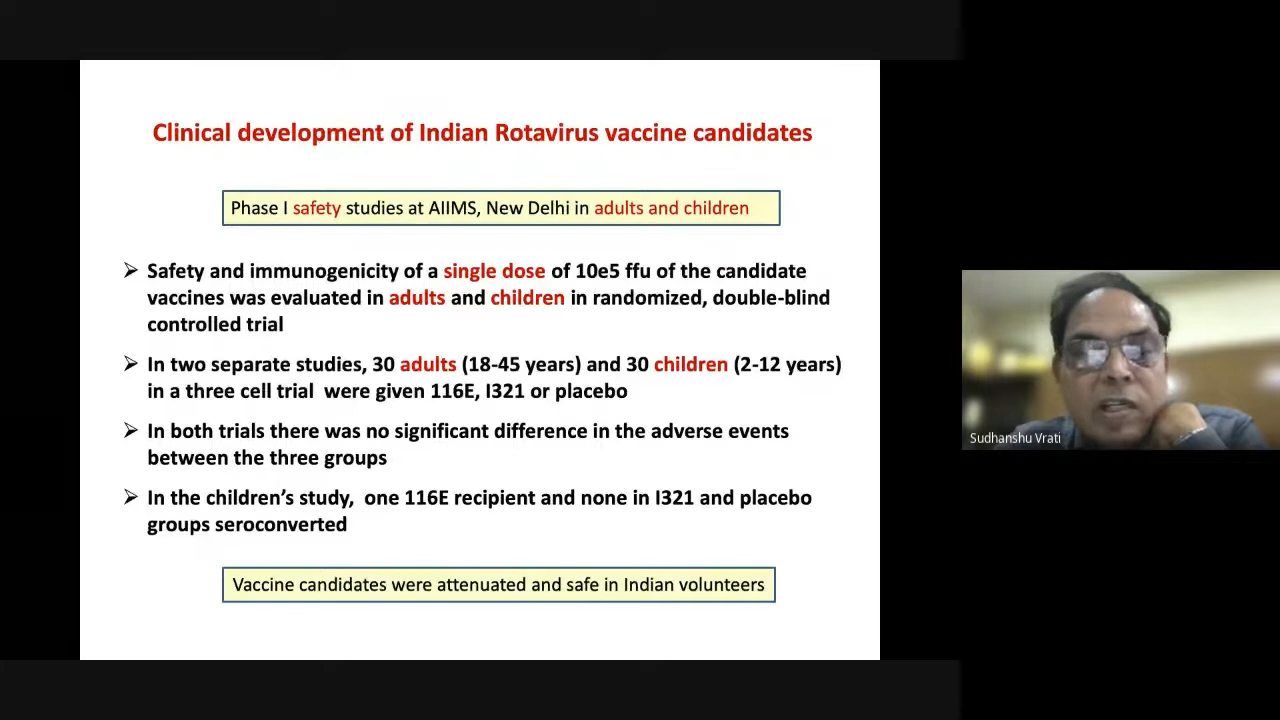 Clinical development of Indian Rotavirus vaccine candidates
Phase I safety studies at AIIMS, New Delhi in adults and children
➢ Safety and immunogenicity of a single dose of 10e5 ffu of the candidate
vaccines was evaluated in adults and children in randomized, double-blind
controlled trial
➢ In two separate studies, 30 adults (18-45 years) and 30 children (2-12 years)
in a three cell trial were given 116E, I321 or placebo
➢ In both trials there was no significant difference in the adverse events
between the three groups
➢ In the children’s study, one 116E recipient and none in I321 and placebo
groups seroconverted
Vaccine candidates were attenuated and safe in Indian volunteers
Sudhanshu Vrati